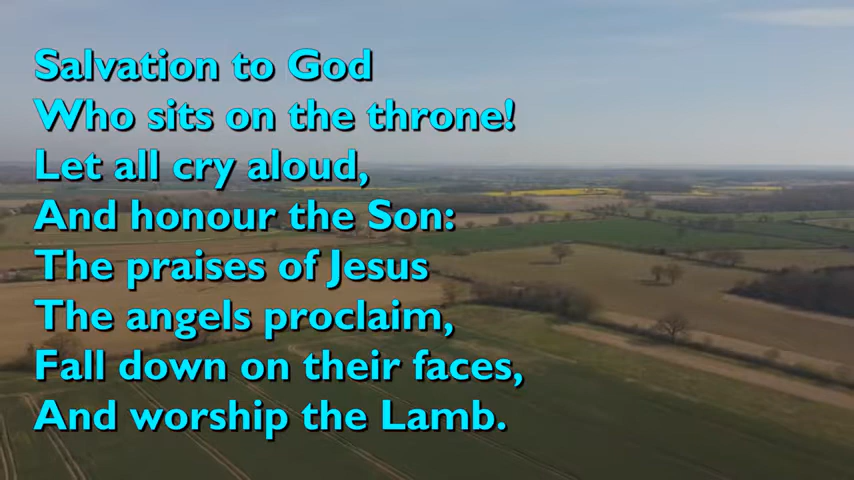 Salvation to God
Who sits on the throne!
Let all cry aloud,
And honour the Son:
The praises of Jesus
The angels proclaim,
Fall down on their faces,
And worship the Lamb.